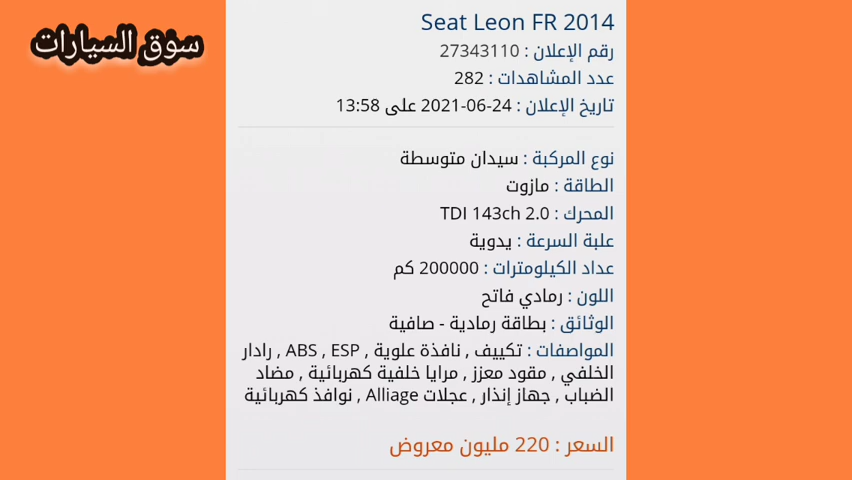 سوق السيارات
Seat Leon FR 2014
رقم الإعلان : 27343110
عدد المشاهدات : 282
تاريخ الإعلان : 24-06-2021 على 13:58
نوع المركبة : سيدان متوسطة
الطاقة : مازوت
المحرك : 2.0 TDI 143ch
علبة السرعة : يدوية
عداد الكيلومترات : 200000 كم
اللون : رمادي فاتح
الوثائق : بطاقة رمادية - صافية
المواصفات : تكييف , نافذة علوية , ABS , ESP , رادار
الخلفي , مقود معزز , مرايا خلفية كهربائية , مضاد
الضباب , جهاز إنذار , عجلات Alliage , نوافذ كهربائية
السعر : 220 مليون معروض